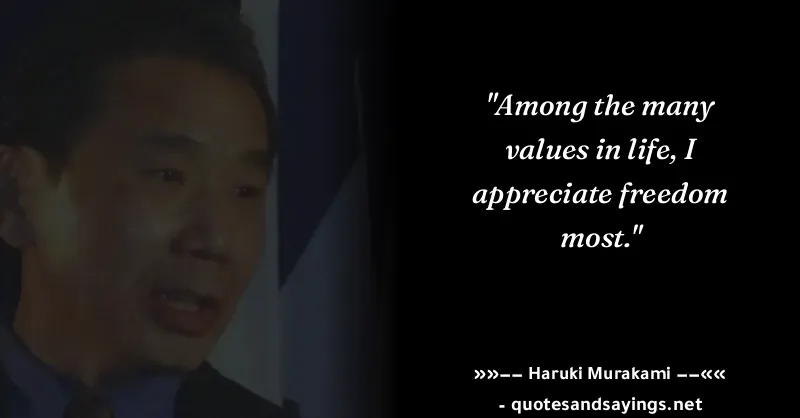 "Among the many
values in life, I
appreciate freedom
most."
»»−− Haruki Murakami −−««
- quotesandsayings.net